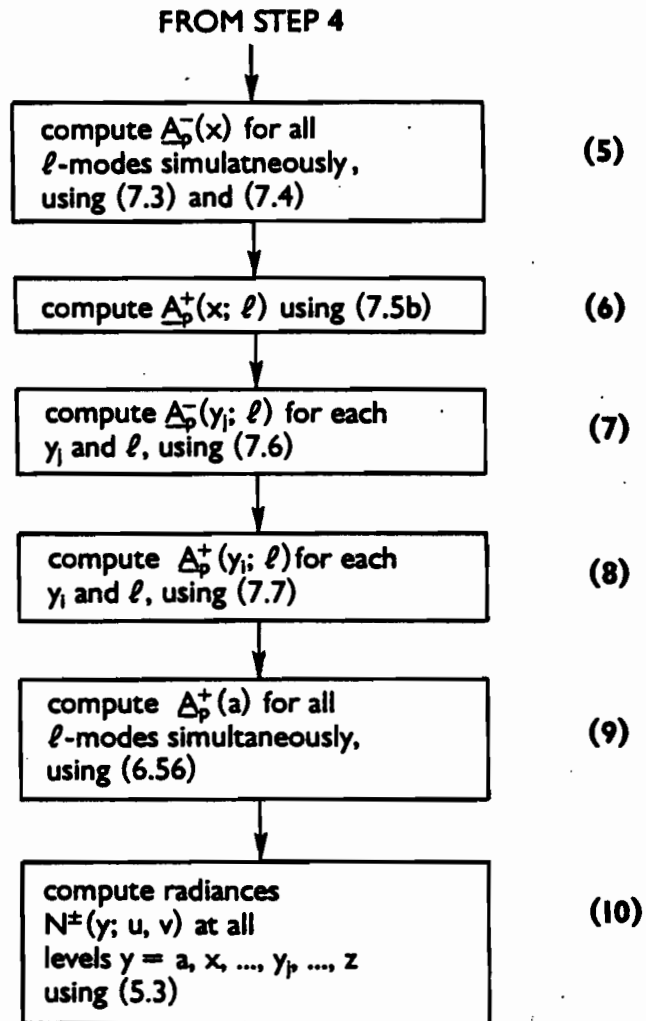 FROM STEP 4
compute A̲ₚ⁻(x) for all
ℓ-modes simulatneously,
using (7.3) and (7.4)
(5)
compute A̲ₚ⁺(x; ℓ) using (7.5b)
(6)
compute A̲ₚ⁻(yⱼ; ℓ) for each
yⱼ and ℓ, using (7.6)
(7)
compute A̲ₚ⁺(yᵢ; ℓ) for each
yᵢ and ℓ, using (7.7)
(8)
compute A̲ₚ⁺(a) for all
ℓ-modes simultaneously,
using (6.56)
(9)
compute radiances
N±(y; u, v) at all
levels y = a, x, ..., yⱼ, ..., z
using (5.3)
(10)